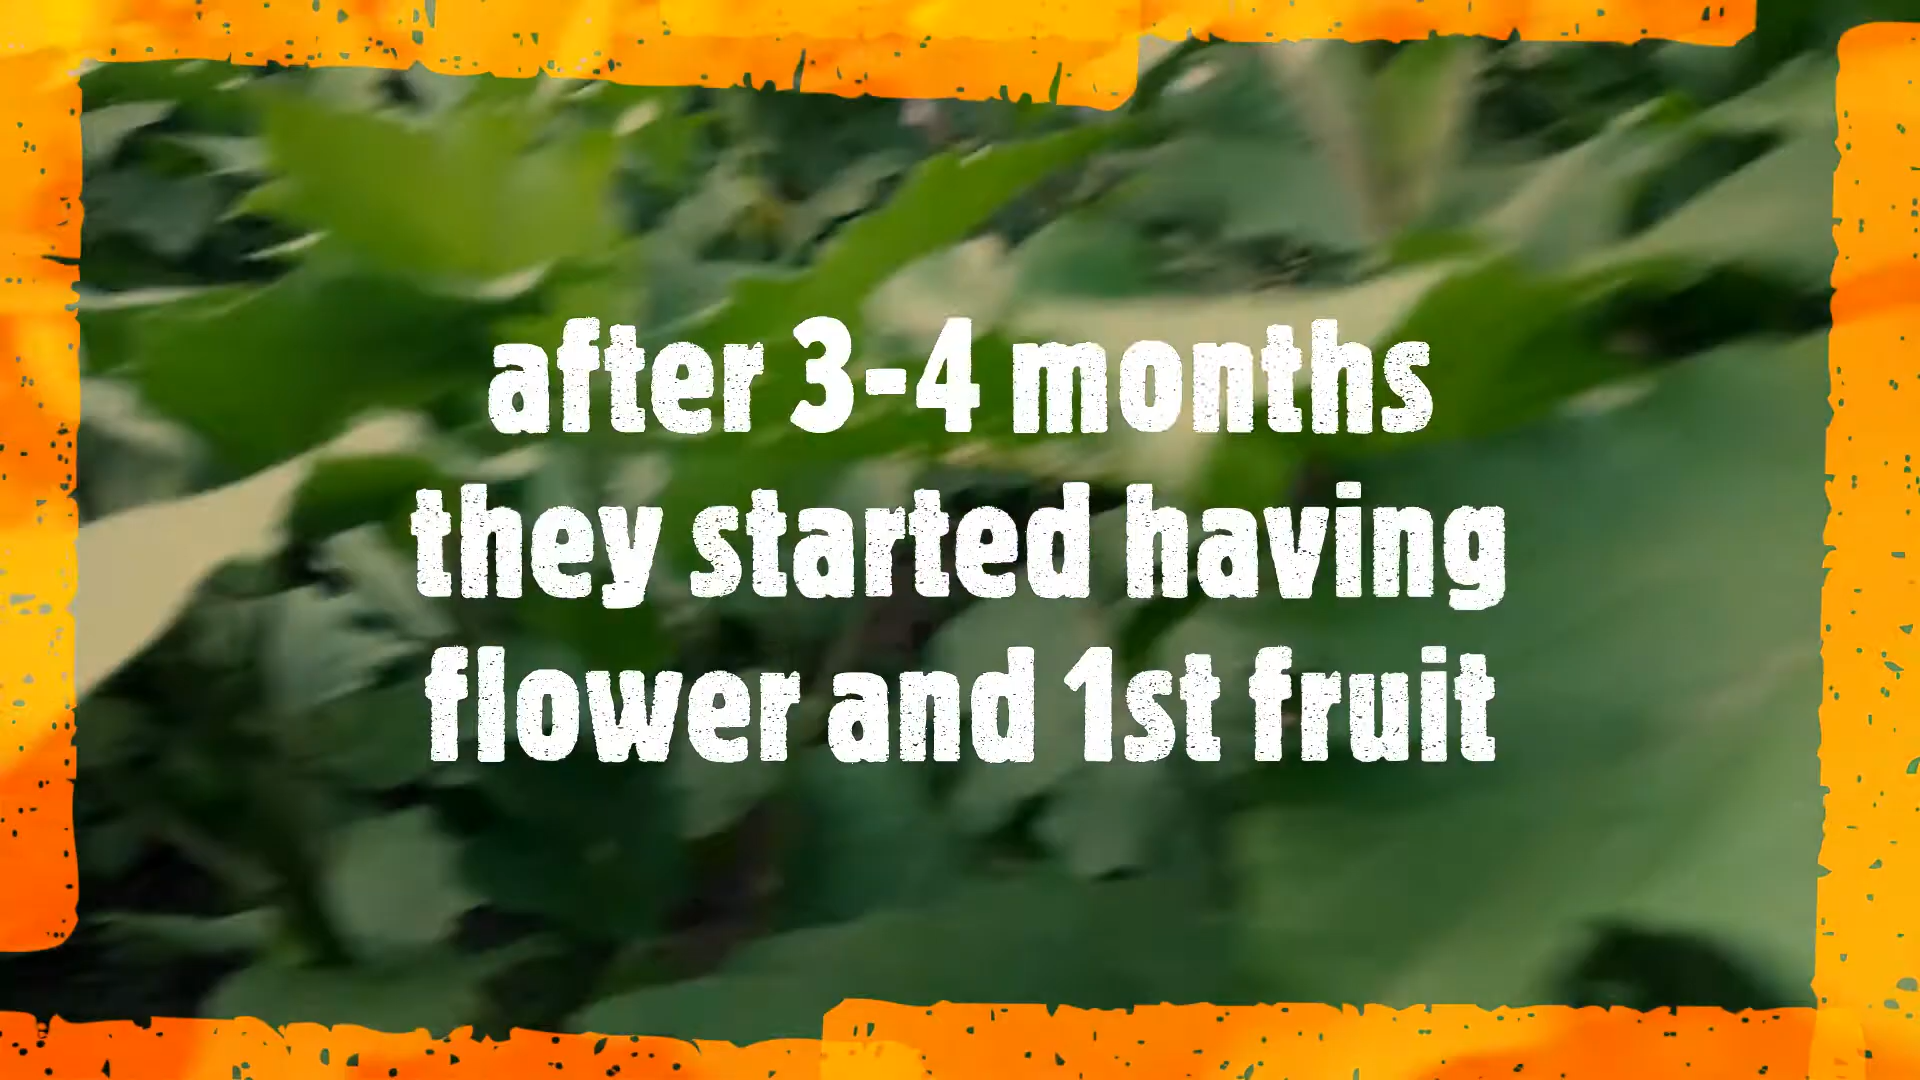 after 3-4 months
they started having
flower and 1st fruit